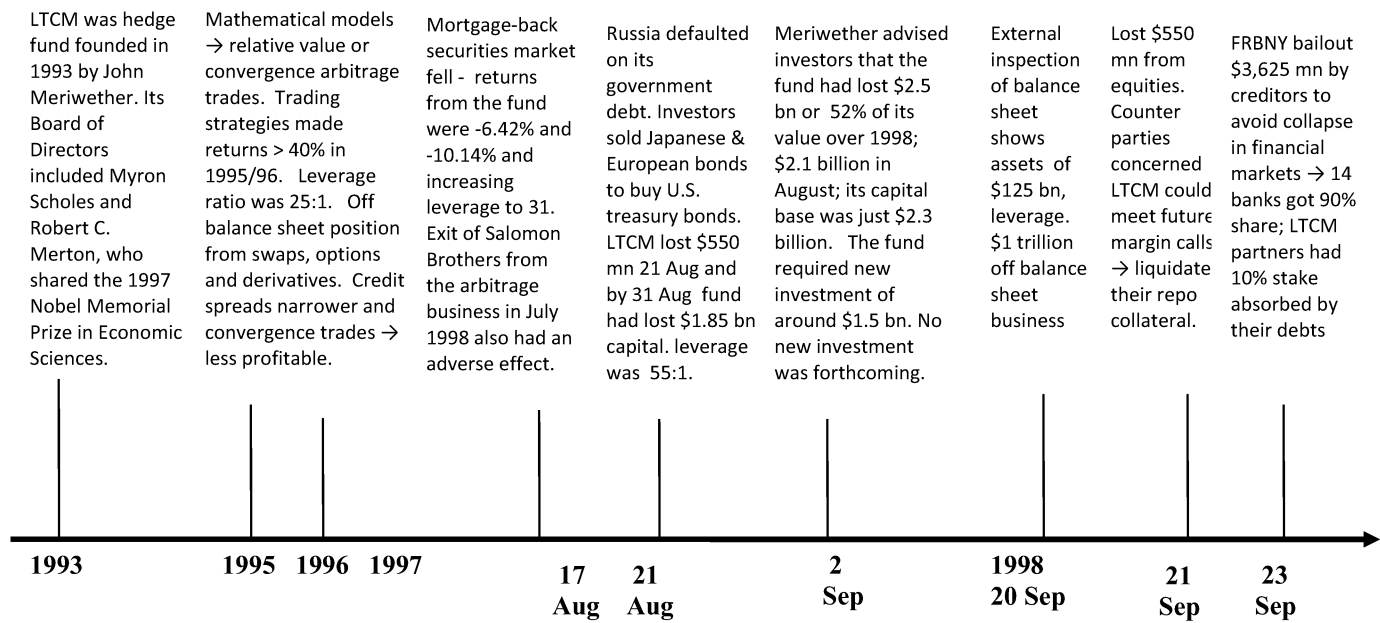 LTCM was hedge
fund founded in
1993 by John
Meriwether. Its
Board of
Directors
included Myron
Scholes and
Robert C.
Merton, who
shared the 1997
Nobel Memorial
Prize in Economic
Sciences.
Mathematical models
→ relative value or
convergence arbitrage
trades. Trading
strategies made
returns > 40% in
1995/96. Leverage
ratio was 25:1. Off
balance sheet position
from swaps, options
and derivatives. Credit
spreads narrower and
convergence trades →
less profitable.
Mortgage-back
securities market
fell - returns
from the fund
were -6.42% and
-10.14% and
increasing
leverage to 31.
Exit of Salomon
Brothers from
the arbitrage
business in July
1998 also had an
adverse effect.
Russia defaulted
on its
government
debt. Investors
sold Japanese &
European bonds
to buy U.S.
treasury bonds.
LTCM lost $550
mn 21 Aug and
by 31 Aug fund
had lost $1.85 bn
capital. leverage
was 55:1.
Meriwether advised
investors that the
fund had lost $2.5
bn or 52% of its
value over 1998;
$2.1 billion in
August; its capital
base was just $2.3
billion. The fund
required new
investment of
around $1.5 bn. No
new investment
was forthcoming.
External
inspection
of balance
sheet
shows
assets of
$125 bn,
leverage.
$1 trillion
off balance
sheet
business
Lost $550
mn from
equities.
Counter
parties
concerned
LTCM could
meet future
margin calls
→ liquidate
their repo
collateral.
FRBNY bailout
$3,625 mn by
creditors to
avoid collapse
in financial
markets → 14
banks got 90%
share; LTCM
partners had
10% stake
absorbed by
their debts
1993
1995
1996
1997
17
Aug
21
Aug
2
Sep
1998
20 Sep
21
Sep
23
Sep